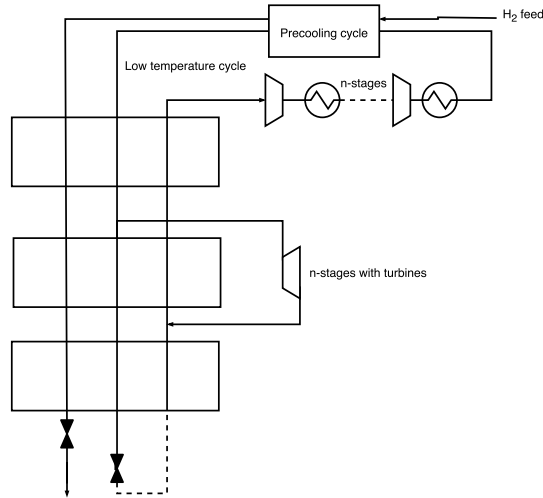 H₂ feed
Precooling cycle
Low temperature cycle
n-stages
n-stages with turbines